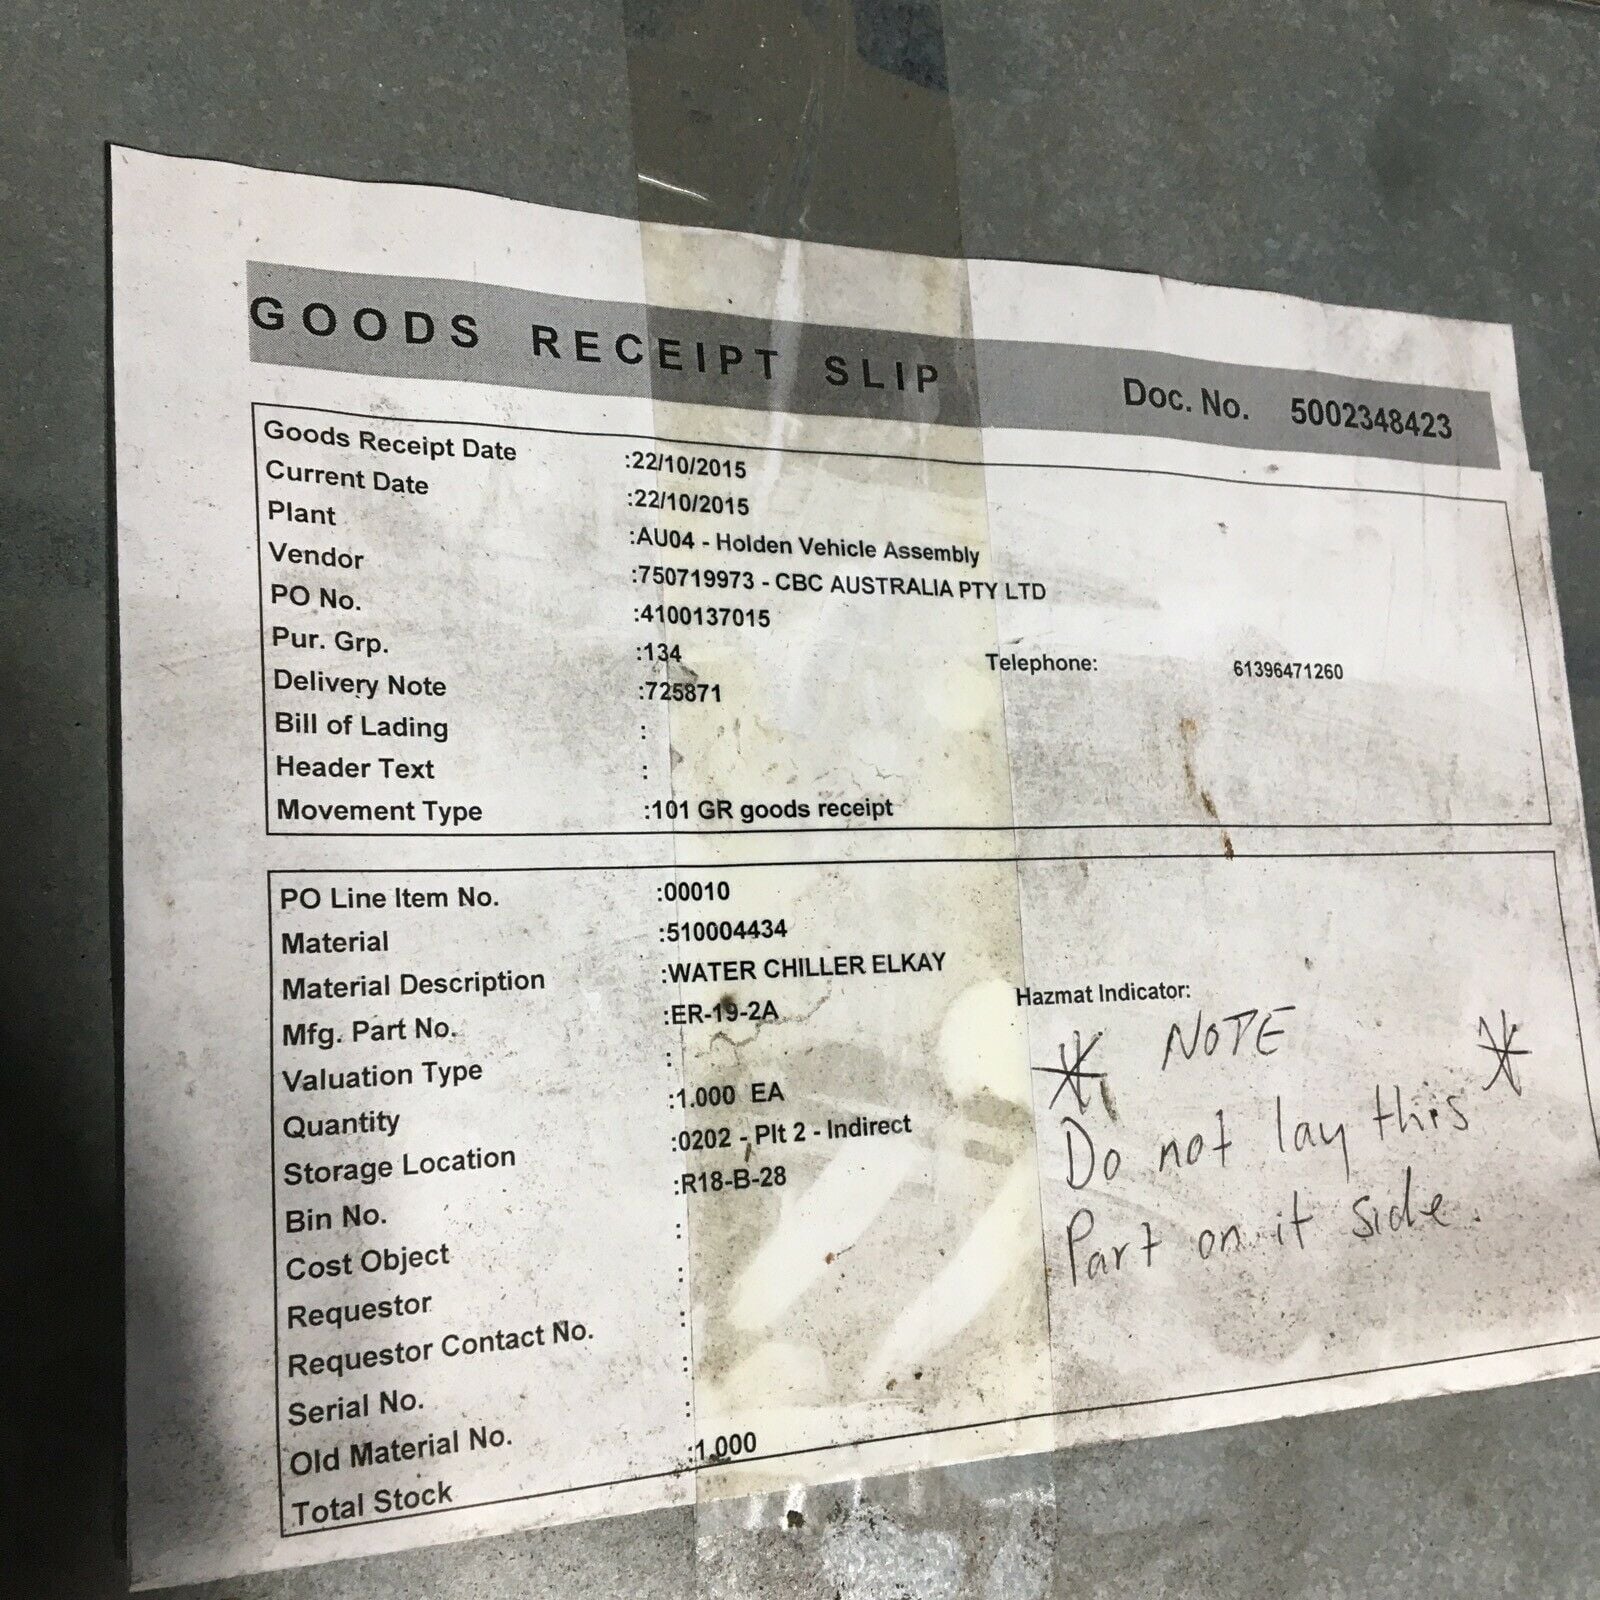 GOODS RECEIPT SLIP Doc. No. 5002348423
Goods Receipt Date :22/10/2015
Current Date :22/10/2015
Plant :AU04 - Holden Vehicle Assembly
Vendor :750719973 - CBC AUSTRALIA PTY LTD
PO No. :4100137015
Pur. Grp. :134 Telephone: 61396471260
Delivery Note :725871
Bill of Lading :
Header Text :
Movement Type :101 GR goods receipt
PO Line Item No. :00010
Material :510004434
Material Description :WATER CHILLER ELKAY
Mfg. Part No. :ER-19-2A Hazmat Indicator:
Valuation Type :
Quantity :1.000 EA
Storage Location :0202 - Plt 2 - Indirect
Bin No. :R18-B-28
Cost Object :
Requestor :
Requestor Contact No. :
Serial No. :
Old Material No. :
Total Stock :1.000
* NOTE *
Do not lay this
Part on it side.